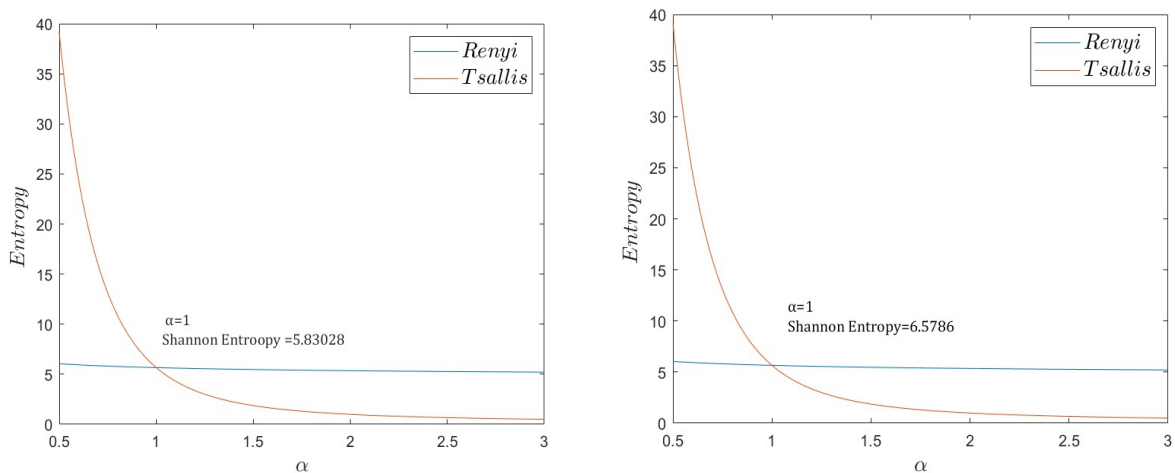 40
35
30
25
20
15
10
5
0
Entropy
Renyi
Tsallis
α=1
Shannon Entroopy =5.83028
0.5 1 1.5 2 2.5 3
α
40
35
30
25
20
15
10
5
0
Entropy
Renyi
Tsallis
α=1
Shannon Entropy=6.5786
0.5 1 1.5 2 2.5 3
α